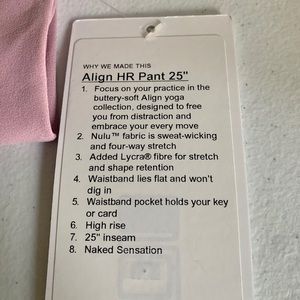 WHY WE MADE THIS
Align HR Pant 25"
1. Focus on your practice in the
buttery-soft Align yoga
collection, designed to free
you from distraction and
embrace your every move
2. Nulu™ fabric is sweat-wicking
and four-way stretch
3. Added Lycra® fibre for stretch
and shape retention
4. Waistband lies flat and won't
dig in
5. Waistband pocket holds your key
or card
6. High rise
7. 25" inseam
8. Naked Sensation